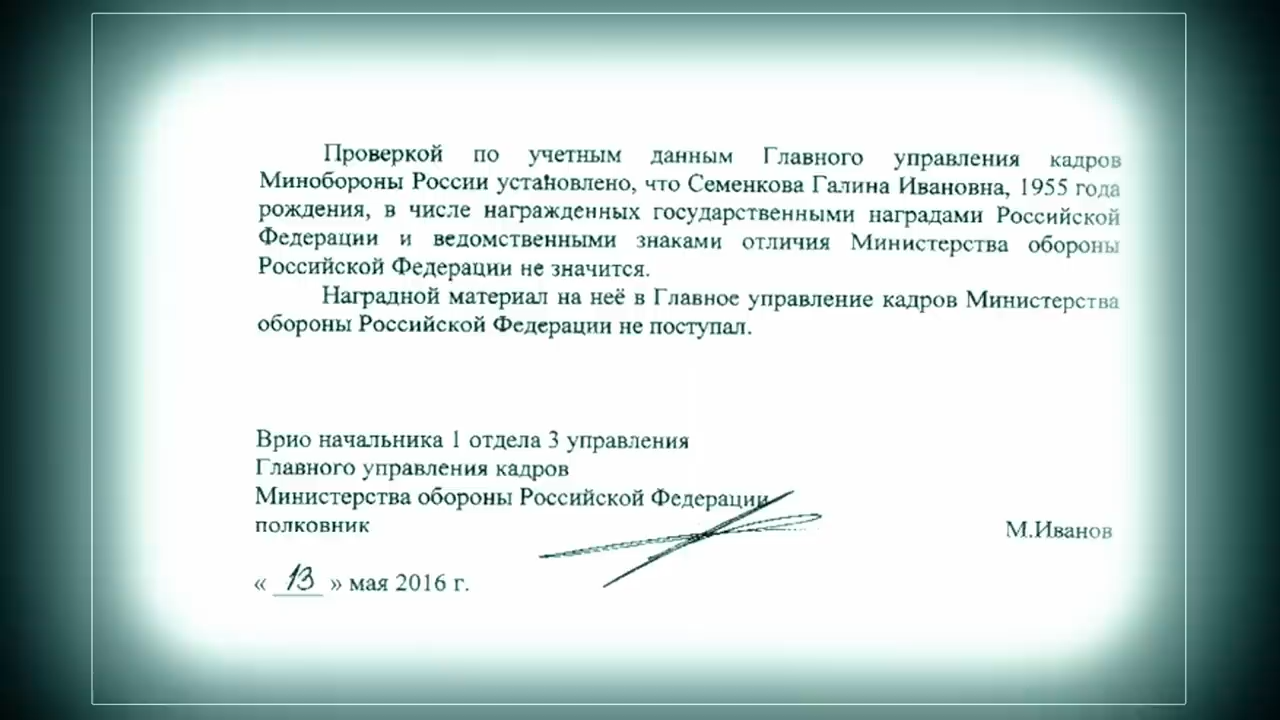 Проверкой по учетным данным Главного управления кадров
Минобороны России установлено, что Семенкова Галина Ивановна, 1955 года
рождения, в числе награжденных государственными наградами Российской
Федерации и ведомственными знаками отличия Министерства обороны
Российской Федерации не значится.
Наградной материал на неё в Главное управление кадров Министерства
обороны Российской Федерации не поступал.
Врио начальника 1 отдела 3 управления
Главного управления кадров
Министерства обороны Российской Федерации
полковник
М.Иванов
« 13 » мая 2016 г.